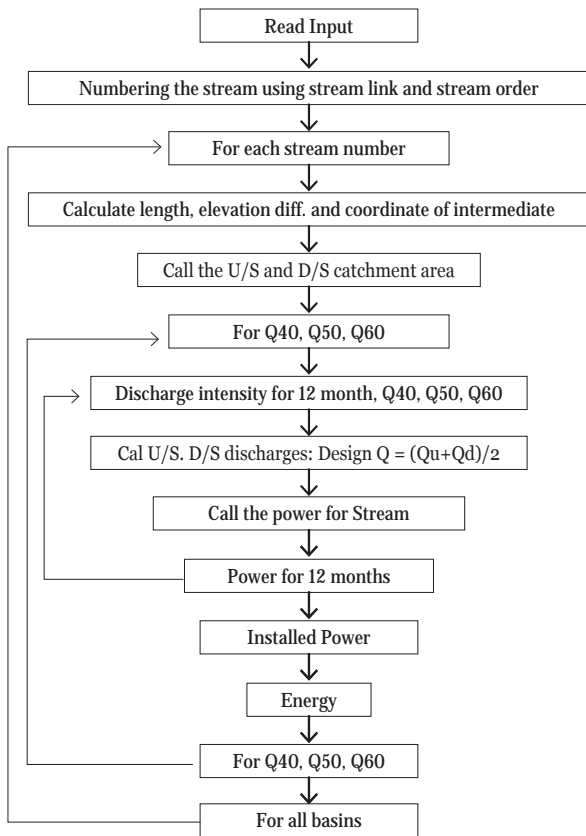 Read Input
Numbering the stream using stream link and stream order
For each stream number
Calculate length, elevation diff. and coordinate of intermediate
Call the U/S and D/S catchment area
For Q40, Q50, Q60
Discharge intensity for 12 month, Q40, Q50, Q60
Cal U/S. D/S discharges: Design Q = (Qu+Qd)/2
Call the power for Stream
Power for 12 months
Installed Power
Energy
For Q40, Q50, Q60
For all basins